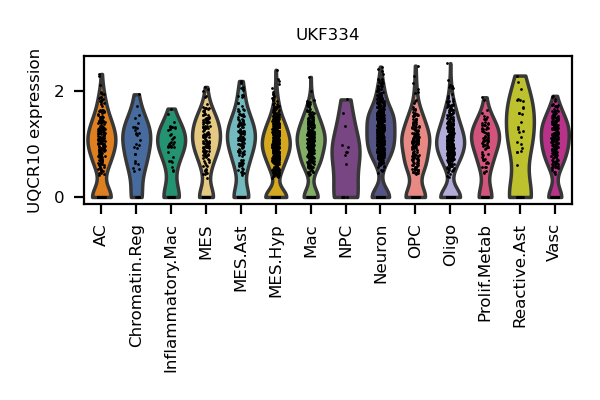 UKF334
UQCR10 expression
2
0
AC
Chromatin.Reg
Inflammatory.Mac
MES
MES.Ast
MES.Hyp
Mac
NPC
Neuron
OPC
Oligo
Prolif.Metab
Reactive.Ast
Vasc